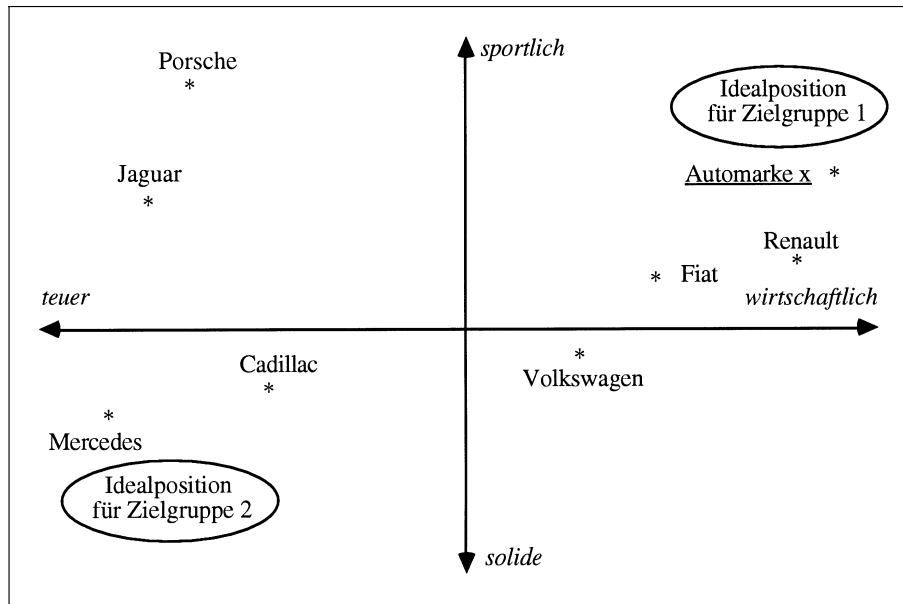 Porsche
*
sportlich
Idealposition
für Zielgruppe 1
Jaguar
*
Automarke x *
Renault
*
* Fiat
teuer
wirtschaftlich
Cadillac
*
*
Volkswagen
*
Mercedes
Idealposition
für Zielgruppe 2
solide